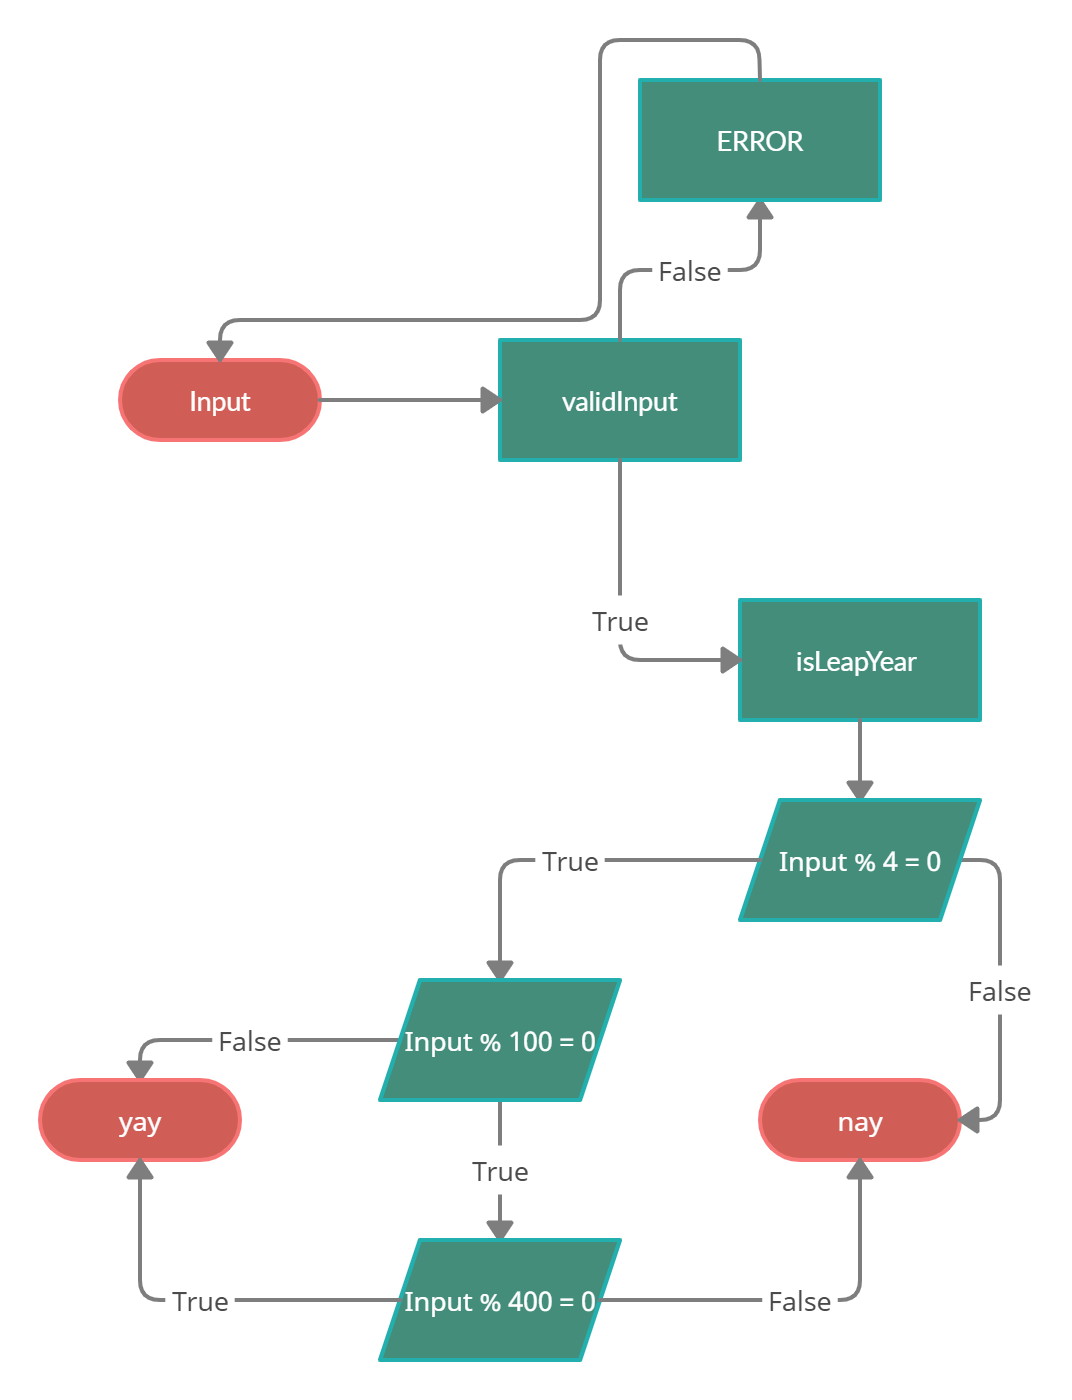 ERROR
False
Input
validInput
True
isLeapYear
Input % 4 = 0
True
False
Input % 100 = 0
False
yay
nay
True
Input % 400 = 0
True
False